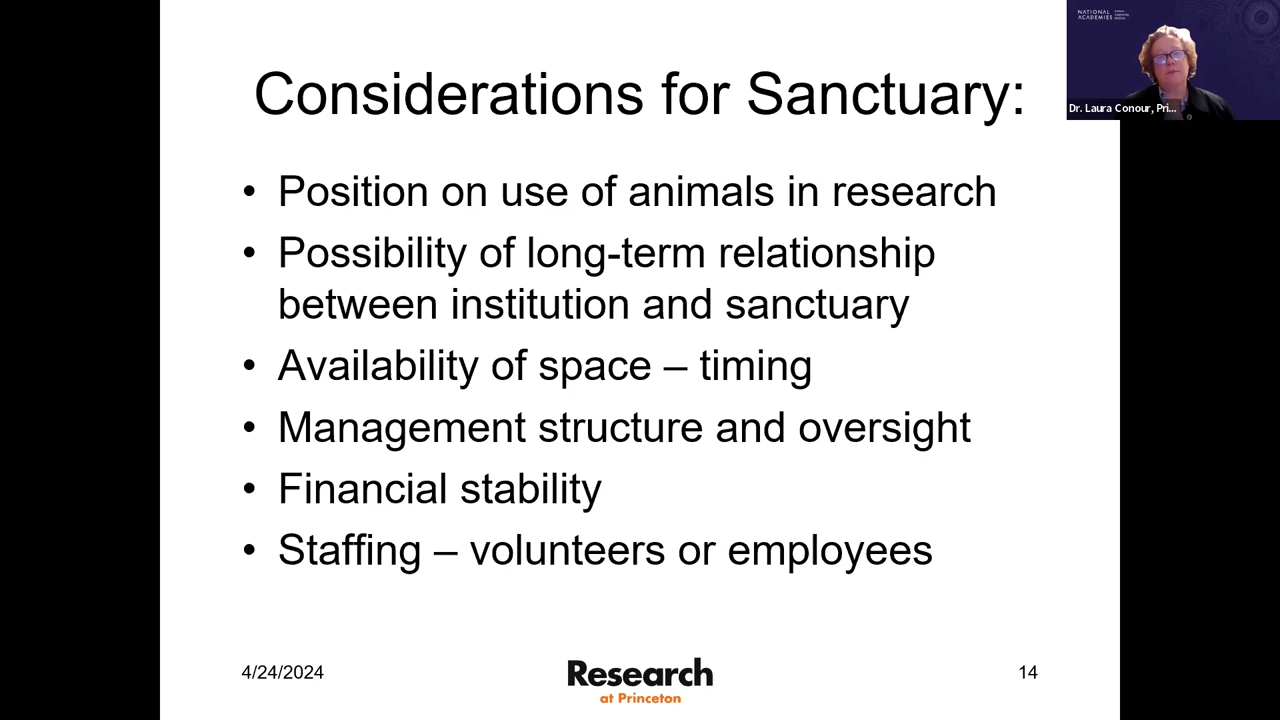 Considerations for Sanctuary:
• Position on use of animals in research
• Possibility of long-term relationship
between institution and sanctuary
• Availability of space – timing
• Management structure and oversight
• Financial stability
• Staffing – volunteers or employees
4/24/2024
Research
at Princeton
14
NATIONAL
ACADEMIES
Dr. Laura Conour, Pri...